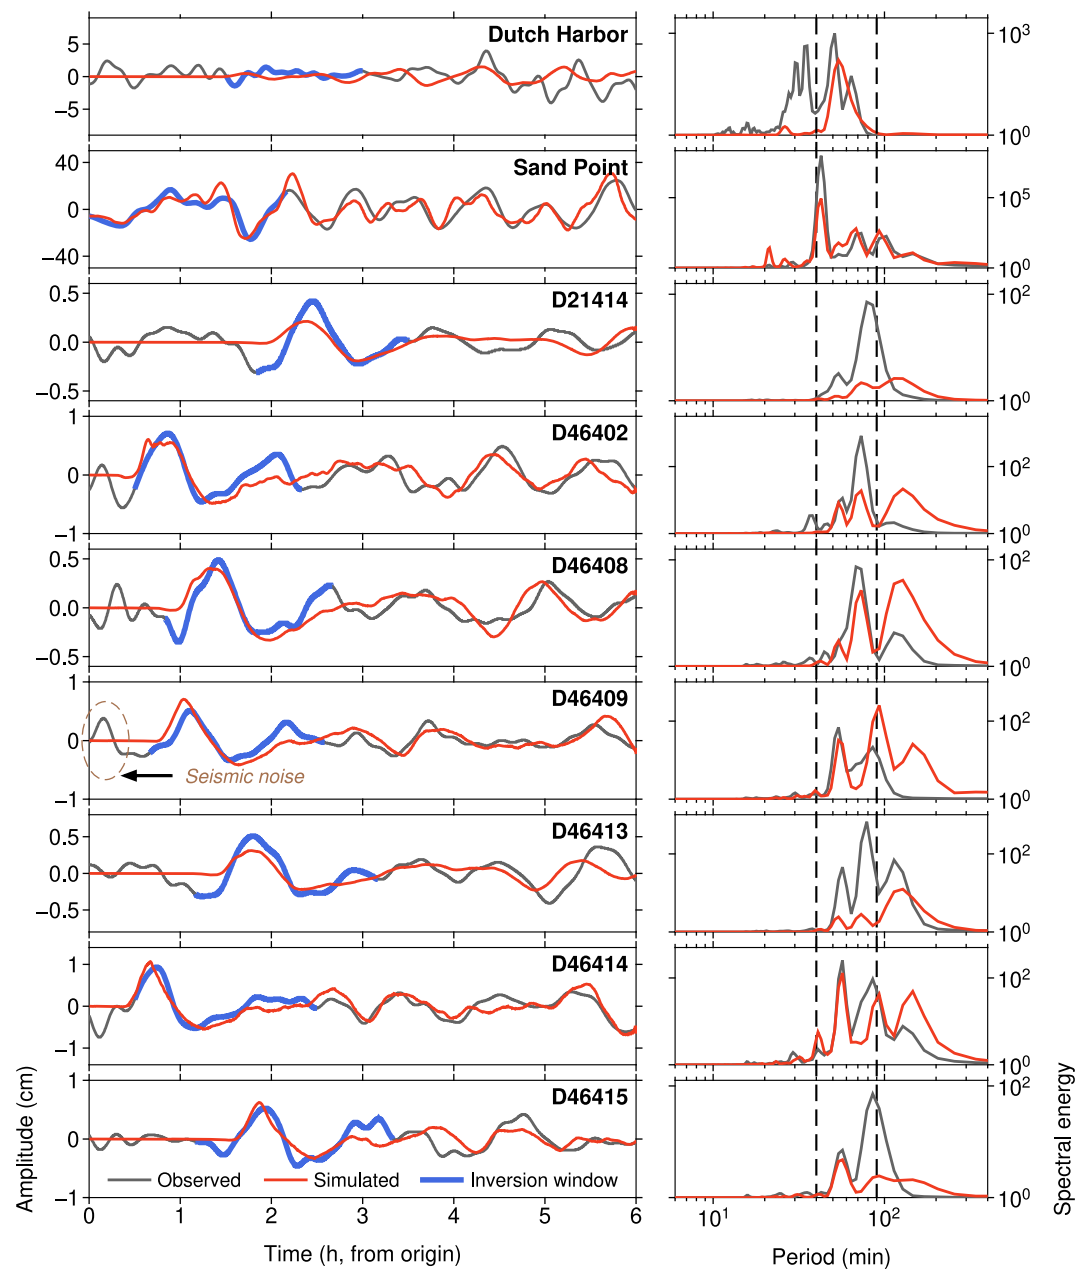 Dutch Harbor
5
0
−5
10³
10⁰
Sand Point
40
0
−40
10⁵
10⁰
D21414
0.5
0.0
−0.5
10²
10⁰
D46402
1
0
−1
10²
10⁰
D46408
0.5
0.0
−0.5
10²
10⁰
D46409
1
0
−1
Seismic noise
10²
10⁰
D46413
0.5
0.0
−0.5
10²
10⁰
D46414
1
0
−1
10²
10⁰
D46415
1
0
−1
10²
10⁰
Observed Simulated Inversion window
0 1 2 3 4 5 6
10¹ 10²
Time (h, from origin)
Period (min)
Amplitude (cm)
Spectral energy